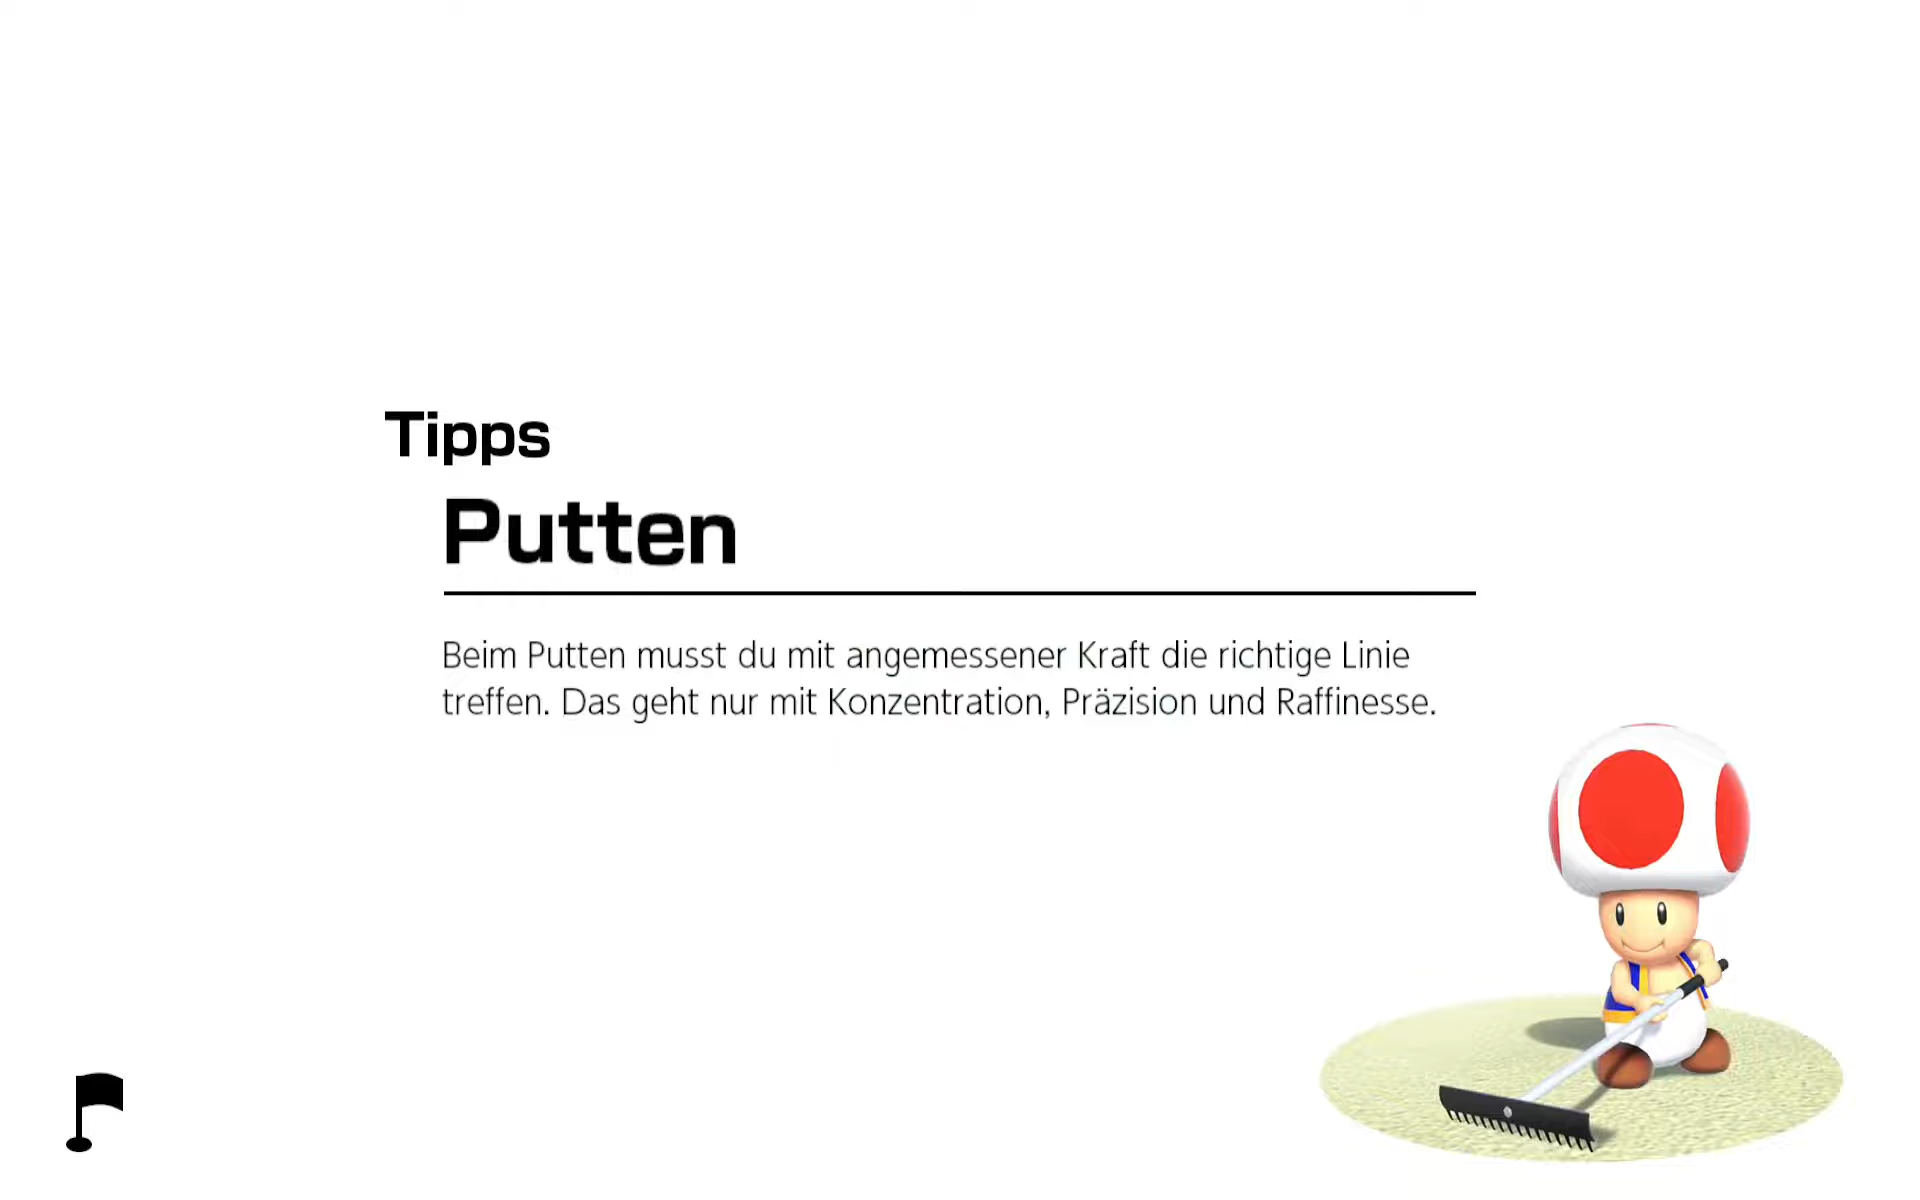 Tipps
Putten
Beim Putten musst du mit angemessener Kraft die richtige Linie
treffen. Das geht nur mit Konzentration, Präzision und Raffinesse.